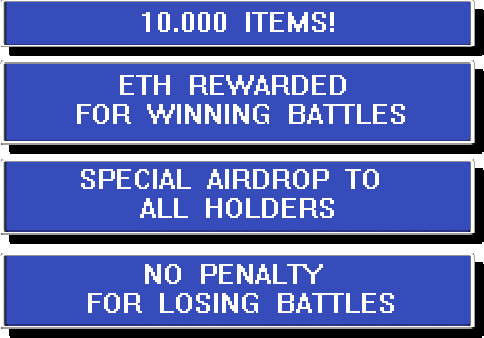 10.000 ITEMS!
ETH REWARDED
FOR WINNING BATTLES
SPECIAL AIRDROP TO
ALL HOLDERS
NO PENALTY
FOR LOSING BATTLES